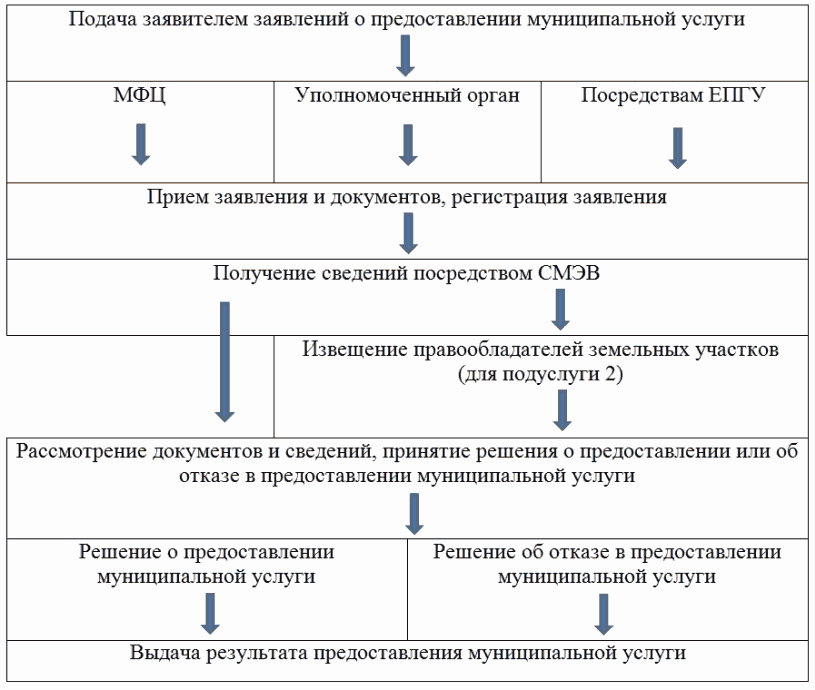 Подача заявителем заявлений о предоставлении муниципальной услуги
МФЦ
Уполномоченный орган
Посредствам ЕПГУ
Прием заявления и документов, регистрация заявления
Получение сведений посредством СМЭВ
Извещение правообладателей земельных участков
(для подуслуги 2)
Рассмотрение документов и сведений, принятие решения о предоставлении или об
отказе в предоставлении муниципальной услуги
Решение о предоставлении
муниципальной услуги
Решение об отказе в предоставлении
муниципальной услуги
Выдача результата предоставления муниципальной услуги